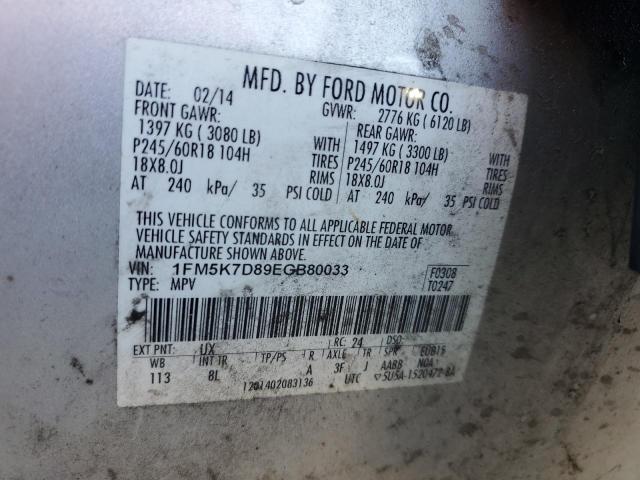 MFD. BY FORD MOTOR CO.
DATE: 02/14 GVWR: 2776 KG ( 6120 LB)
FRONT GAWR: REAR GAWR:
1397 KG ( 3080 LB) WITH 1497 KG ( 3300 LB) WITH
P245/60R18 104H TIRES P245/60R18 104H TIRES
18X8.0J RIMS 18X8.0J RIMS
AT 240 kPa/ 35 PSI COLD AT 240 kPa/ 35 PSI COLD
THIS VEHICLE CONFORMS TO ALL APPLICABLE FEDERAL MOTOR
VEHICLE SAFETY STANDARDS IN EFFECT ON THE DATE OF
MANUFACTURE SHOWN ABOVE.
VIN: 1FM5K7D89EGB80033 F0308
TYPE: MPV T0247
EXT PNT: UX RC: 24 DSO:
WB INT TR TP/PS R AXLE TR SPR EUB15
113 8L A 3F J AABB NOA
1201402083136 UTC